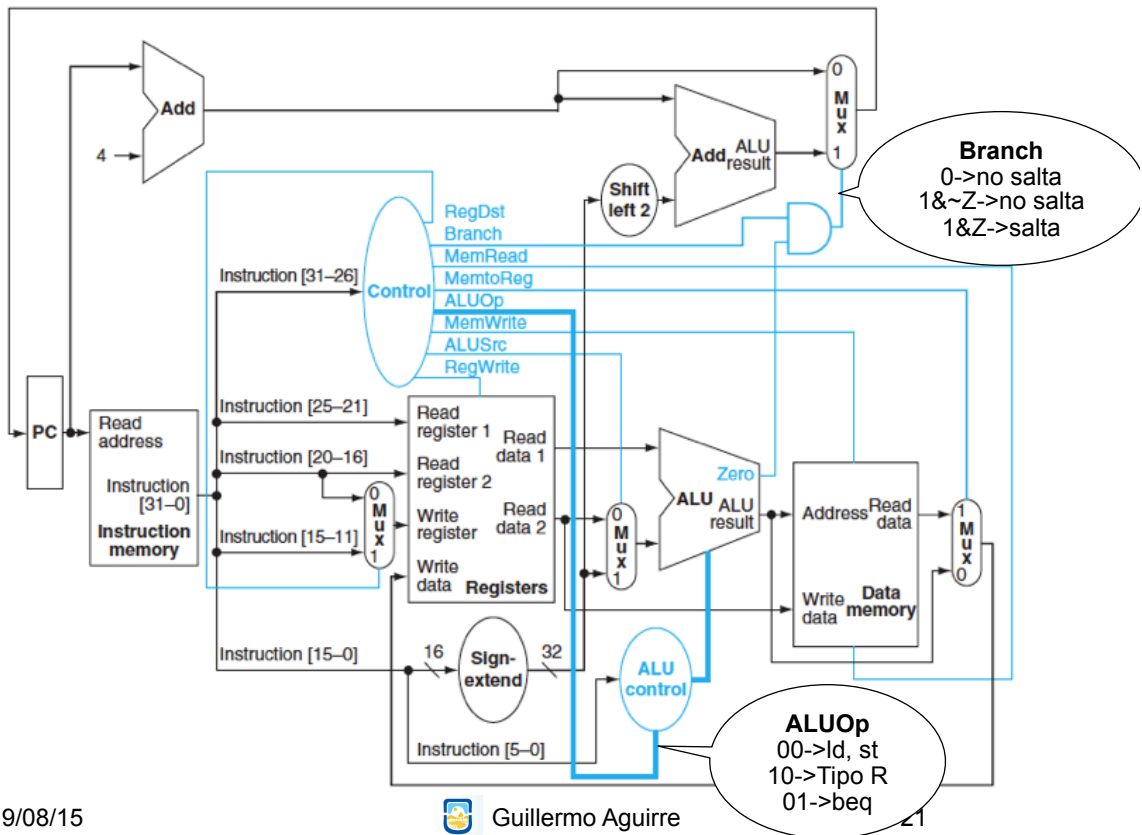 Add
4
0
Mux
1
Add ALU result
Shift left 2
Branch
0->no salta
1&~Z->no salta
1&Z->salta
RegDst
Branch
MemRead
MemtoReg
ALUOp
MemWrite
ALUSrc
RegWrite
Instruction [31–26]
Control
PC
Read address
Instruction [31–0]
Instruction memory
Instruction [25–21]
Instruction [20–16]
Instruction [15–11]
0
Mux
1
Read register 1
Read register 2
Write register
Write data
Read data 1
Read data 2
Registers
0
Mux
1
Zero
ALU
ALU result
Address
Read data
Write data
Data memory
1
Mux
0
Instruction [15–0]
16
Sign-extend
32
ALU control
Instruction [5–0]
ALUOp
00->ld, st
10->Tipo R
01->beq
9/08/15
Guillermo Aguirre
21